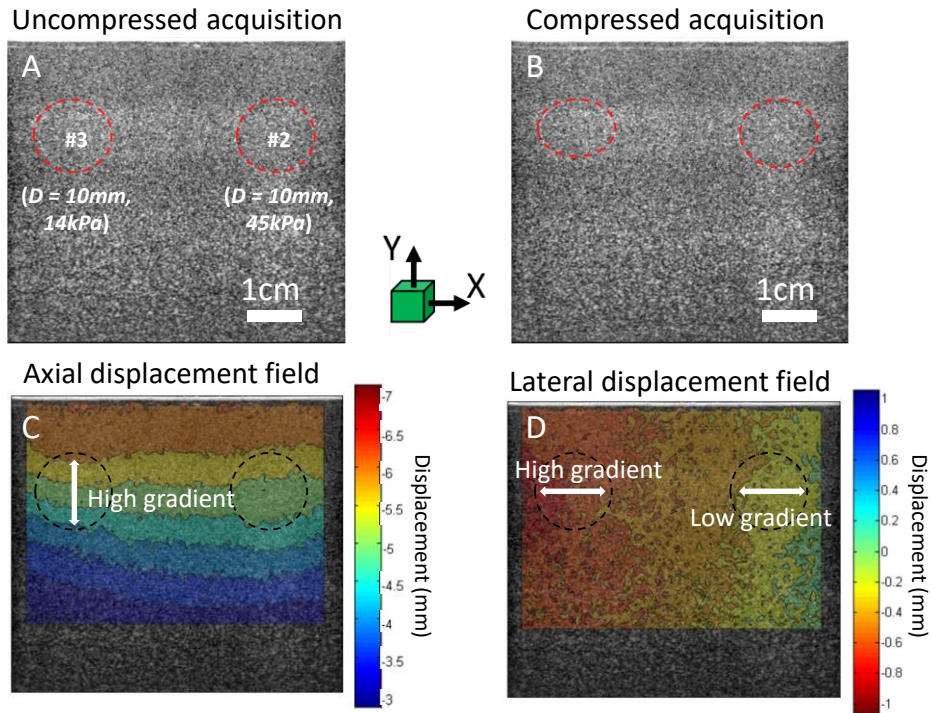 Uncompressed acquisition
Compressed acquisition
A
#3
#2
(D = 10mm,
14kPa)
(D = 10mm,
45kPa)
1cm
B
1cm
Y
X
Axial displacement field
Lateral displacement field
C
High gradient
-7
-6.5
-6
-5.5
-5
-4.5
-4
-3.5
-3
Displacement (mm)
D
High gradient
Low gradient
1
0.8
0.6
0.4
0.2
0
-0.2
-0.4
-0.6
-0.8
-1
Displacement (mm)